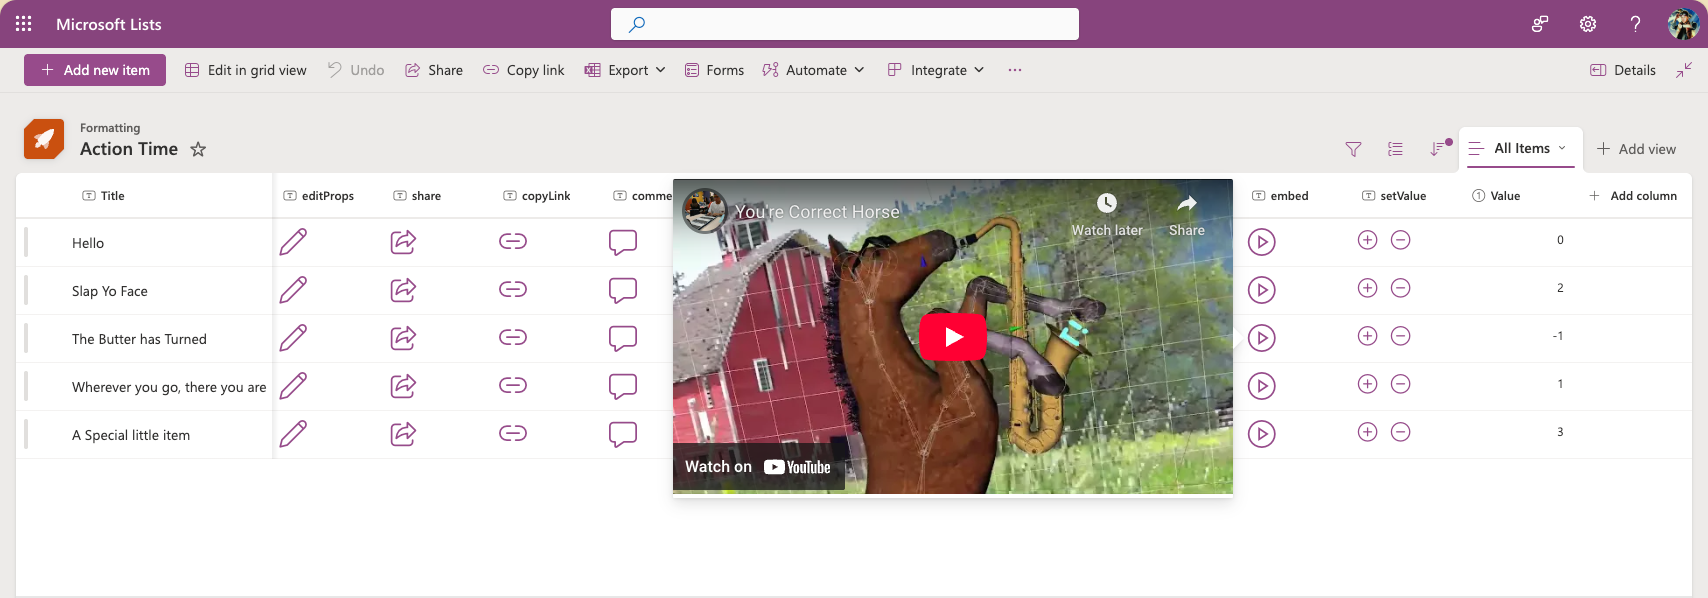 Microsoft Lists
Add new item
Edit in grid view
Undo
Share
Copy link
Export
Forms
Automate
Integrate
Details
Formatting
Action Time
All Items
Add view
Title
editProps
share
copyLink
comme
embed
setValue
Value
Add column
You're Correct Horse
Watch later
Share
Hello
0
Slap Yo Face
2
The Butter has Turned
-1
Wherever you go, there you are
1
A Special little item
3
Watch on YouTube